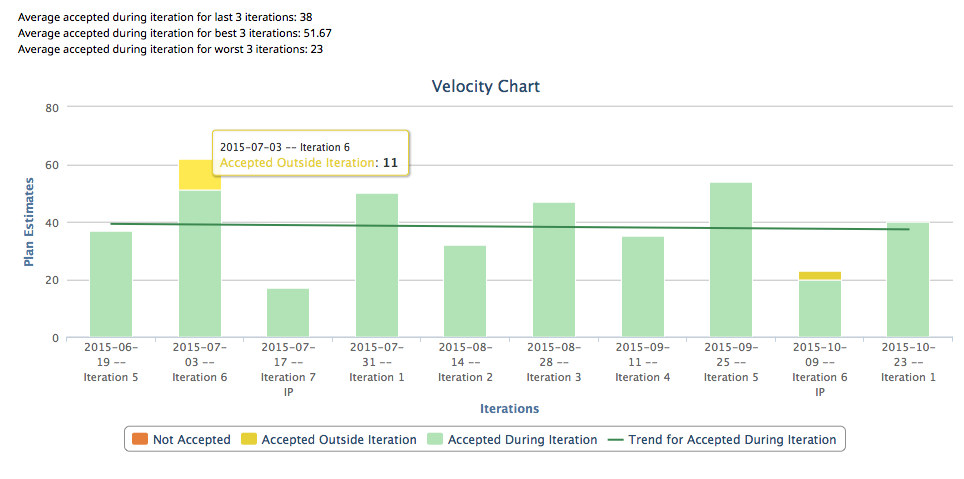 Average accepted during iteration for last 3 iterations: 38
Average accepted during iteration for best 3 iterations: 51.67
Average accepted during iteration for worst 3 iterations: 23
Velocity Chart
80
60
40
20
0
Plan Estimates
2015-07-03 -- Iteration 6
Accepted Outside Iteration: 11
2015-06-
19 --
Iteration 5
2015-07-
03 --
Iteration 6
2015-07-
17 --
Iteration 7
IP
2015-07-
31 --
Iteration 1
2015-08-
14 --
Iteration 2
2015-08-
28 --
Iteration 3
2015-09-
11 --
Iteration 4
2015-09-
25 --
Iteration 5
2015-10-
09 --
Iteration 6
IP
2015-10-
23 --
Iteration 1
Iterations
Not Accepted Accepted Outside Iteration Accepted During Iteration Trend for Accepted During Iteration